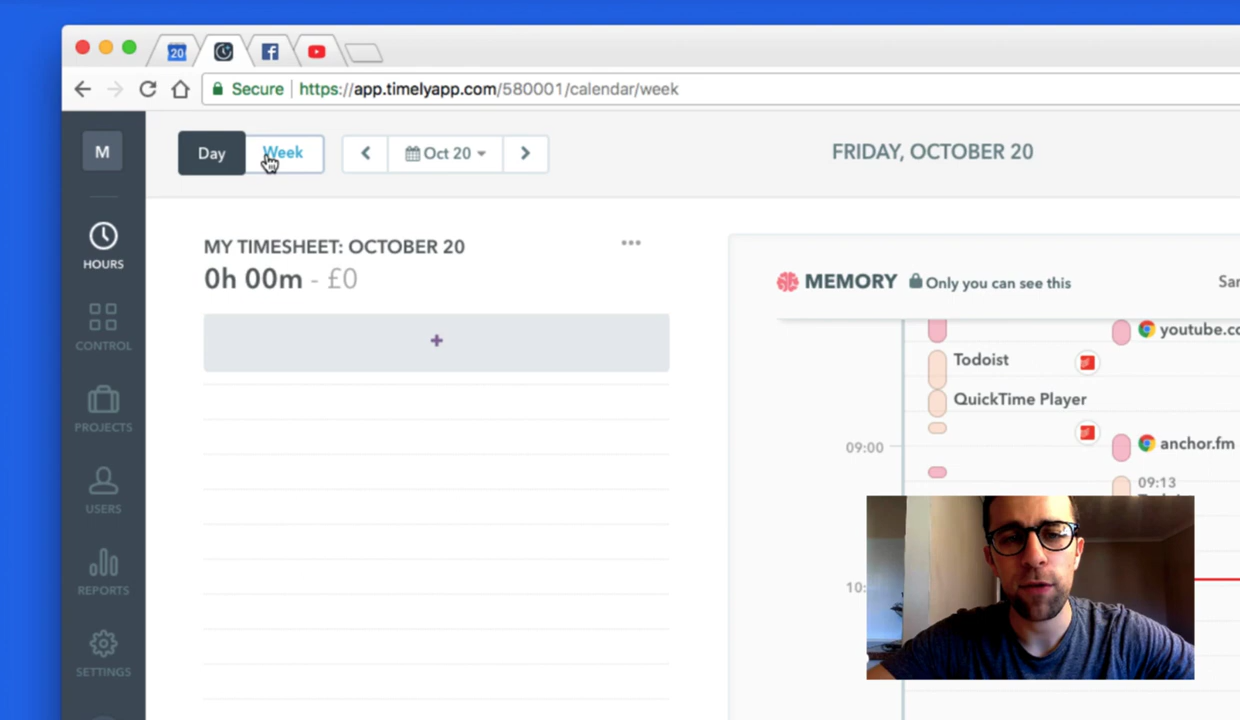 20
Secure
https://app.timelyapp.com/580001/calendar/week
M
Day
Week
Oct 20
FRIDAY, OCTOBER 20
HOURS
CONTROL
PROJECTS
USERS
REPORTS
SETTINGS
MY TIMESHEET: OCTOBER 20
0h 00m - £0
+
MEMORY
Only you can see this
youtube.co
Todoist
QuickTime Player
09:00
anchor.fm
09:13
10: